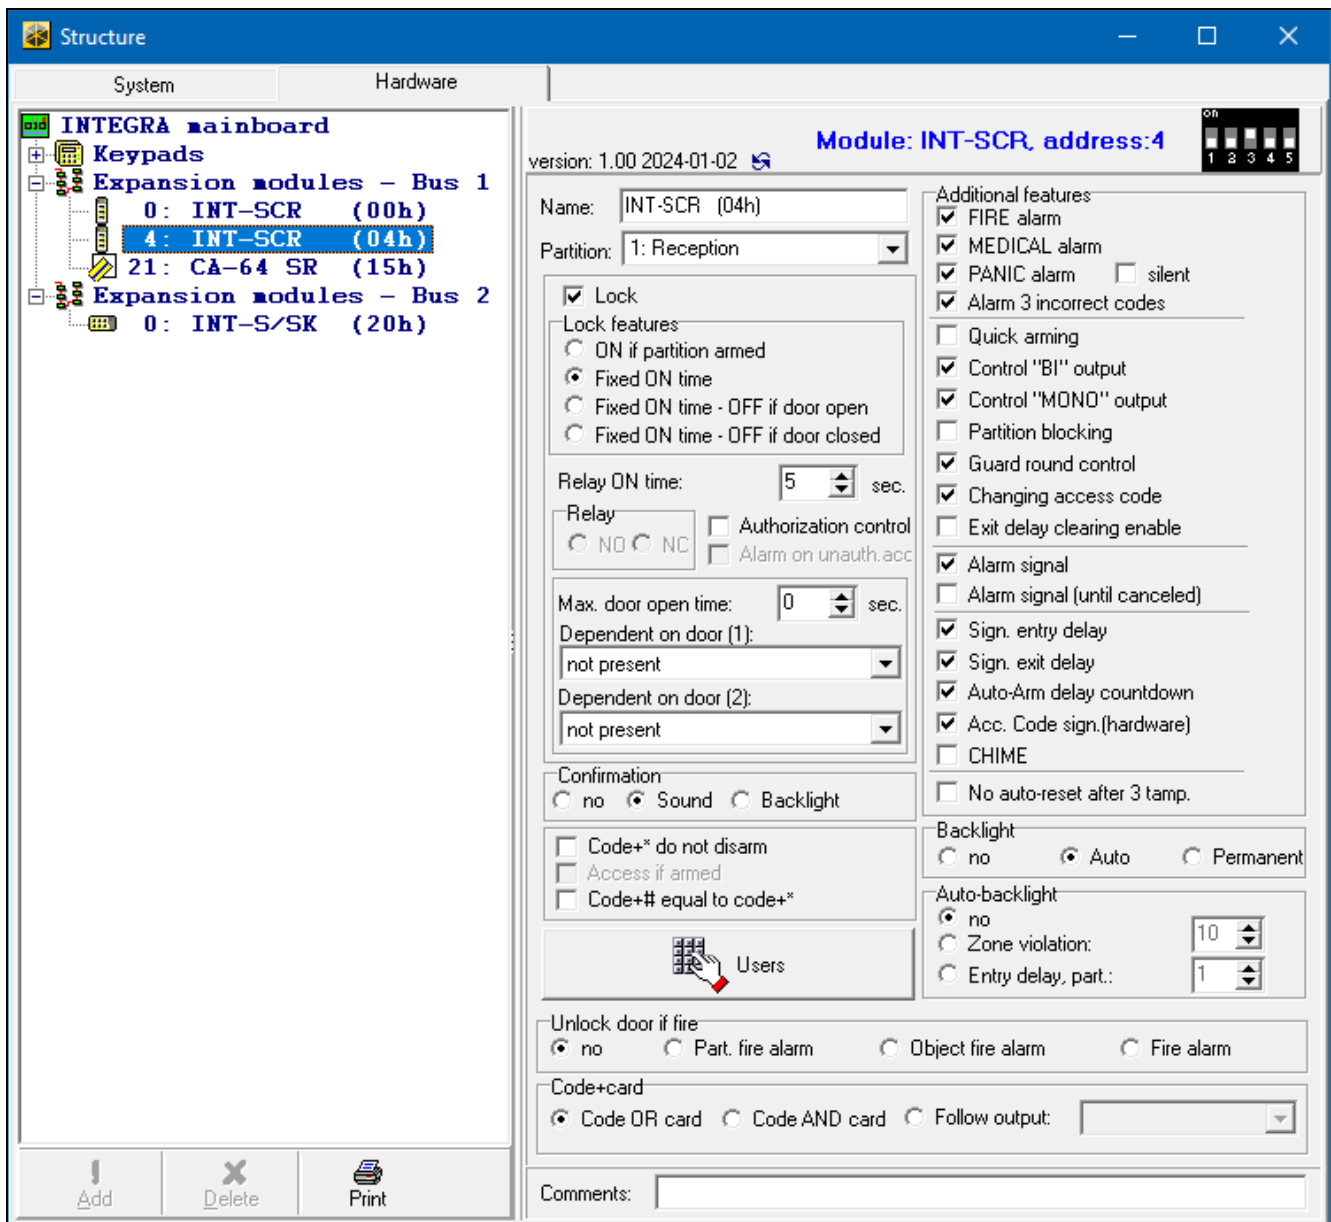 Structure
System
Hardware
INTEGRA mainboard
Keypads
Expansion modules – Bus 1
0: INT–SCR (00h)
4: INT–SCR (04h)
21: CA–64 SR (15h)
Expansion modules – Bus 2
0: INT–S/SK (20h)
Add
Delete
Print
version: 1.00 2024-01-02
Module: INT-SCR, address:4
on
1 2 3 4 5
Name: INT-SCR (04h)
Partition: 1: Reception
Lock
Lock features
ON if partition armed
Fixed ON time
Fixed ON time - OFF if door open
Fixed ON time - OFF if door closed
Relay ON time: 5 sec.
Relay
NO NC
Authorization control
Alarm on unauth.acc
Max. door open time: 0 sec.
Dependent on door (1):
not present
Dependent on door (2):
not present
Confirmation
no Sound Backlight
Code+* do not disarm
Access if armed
Code+# equal to code+*
Users
Additional features
FIRE alarm
MEDICAL alarm
PANIC alarm silent
Alarm 3 incorrect codes
Quick arming
Control "BI" output
Control "MONO" output
Partition blocking
Guard round control
Changing access code
Exit delay clearing enable
Alarm signal
Alarm signal (until canceled)
Sign. entry delay
Sign. exit delay
Auto-Arm delay countdown
Acc. Code sign.(hardware)
CHIME
No auto-reset after 3 tamp.
Backlight
no Auto Permanent
Auto-backlight
no
Zone violation: 10
Entry delay, part.: 1
Unlock door if fire
no Part. fire alarm Object fire alarm Fire alarm
Code+card
Code OR card Code AND card Follow output:
Comments: